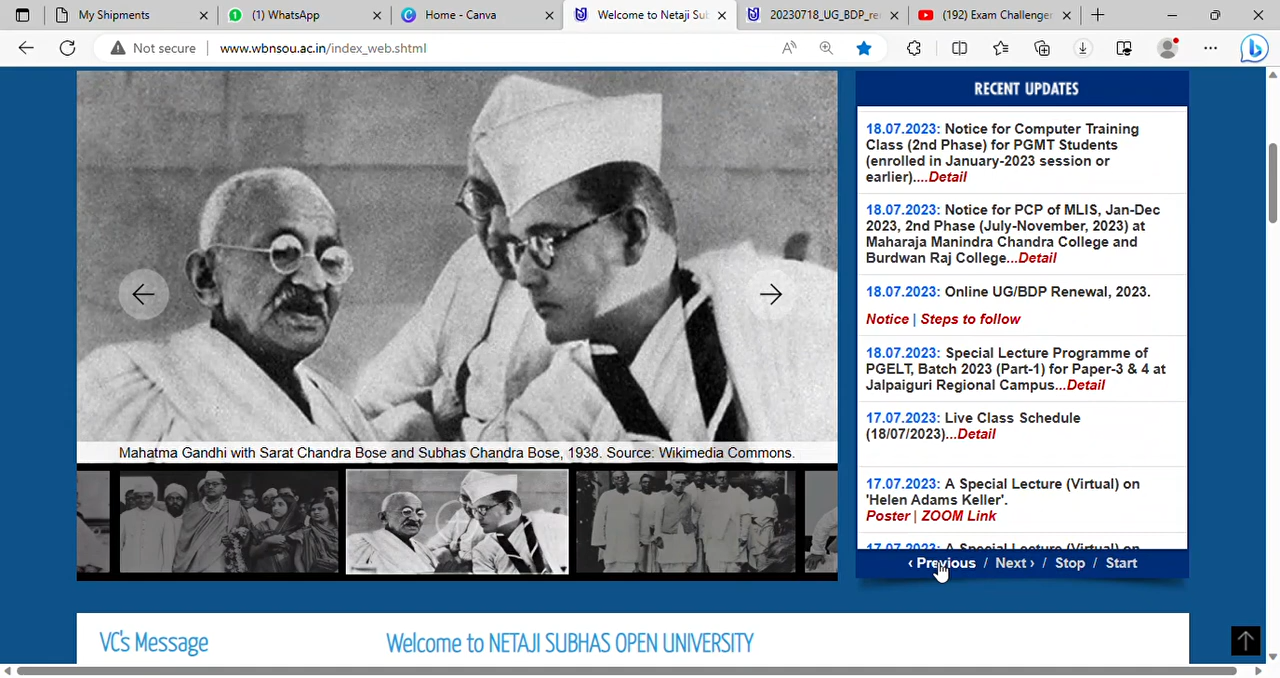 My Shipments
(1) WhatsApp
Home - Canva
Welcome to Netaji Su
20230718_UG_BDP_re
(192) Exam Challenge
Not secure
www.wbnsou.ac.in/index_web.shtml
RECENT UPDATES
18.07.2023: Notice for Computer Training
Class (2nd Phase) for PGMT Students
(enrolled in January-2023 session or
earlier)....Detail
18.07.2023: Notice for PCP of MLIS, Jan-Dec
2023, 2nd Phase (July-November, 2023) at
Maharaja Manindra Chandra College and
Burdwan Raj College...Detail
18.07.2023: Online UG/BDP Renewal, 2023.
Notice | Steps to follow
18.07.2023: Special Lecture Programme of
PGELT, Batch 2023 (Part-1) for Paper-3 & 4 at
Jalpaiguri Regional Campus...Detail
17.07.2023: Live Class Schedule
(18/07/2023)...Detail
17.07.2023: A Special Lecture (Virtual) on
'Helen Adams Keller'.
Poster | ZOOM Link
17.07.2023: A Special Lecture (Virtual) on
‹ Previous / Next › / Stop / Start
Mahatma Gandhi with Sarat Chandra Bose and Subhas Chandra Bose, 1938. Source: Wikimedia Commons.
VC's Message
Welcome to NETAJI SUBHAS OPEN UNIVERSITY